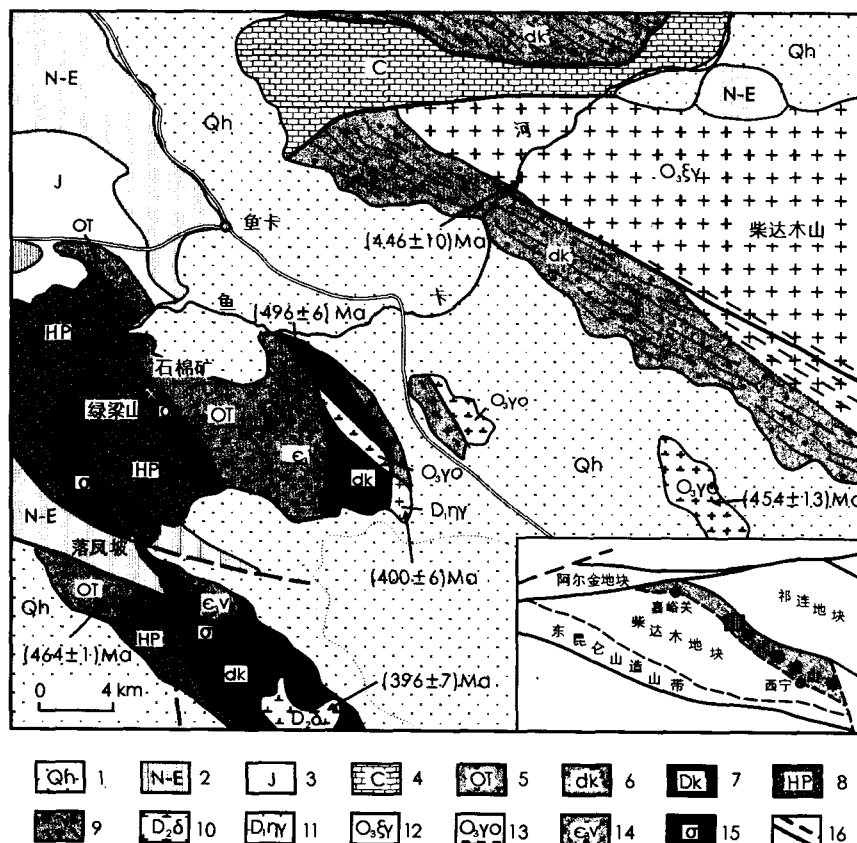 N-E
Qh
dk
C
Qh
N-E
J
河
O₃ξγ
OT
鱼卡
柴达木山
(446±10)Ma
dk
鱼
卡
(496±6)Ma
HP
石棉矿
O₃γο
绿梁山
σ
OT
Є
HP
dk
O₃γο
Qh
O₃γο
σ
D₁ηγ
(454±13)Ma
N-E
落凤坡
(400±6)Ma
阿尔金地块
祁连地块
嘉峪关
柴达木地块
东昆仑山造山带
西宁
OT
Є₃ν
Qh
HP
σ
(464±1)Ma
dk
(396±7)Ma
0 4 km
D₂δ
Qh 1 N-E 2 J 3 C 4 OT 5 dk 6 Dk 7 HP 8
9 D₂δ 10 D₁ηγ 11 O₃ξγ 12 O₃γο 13 Є₃ν 14 σ 15 16